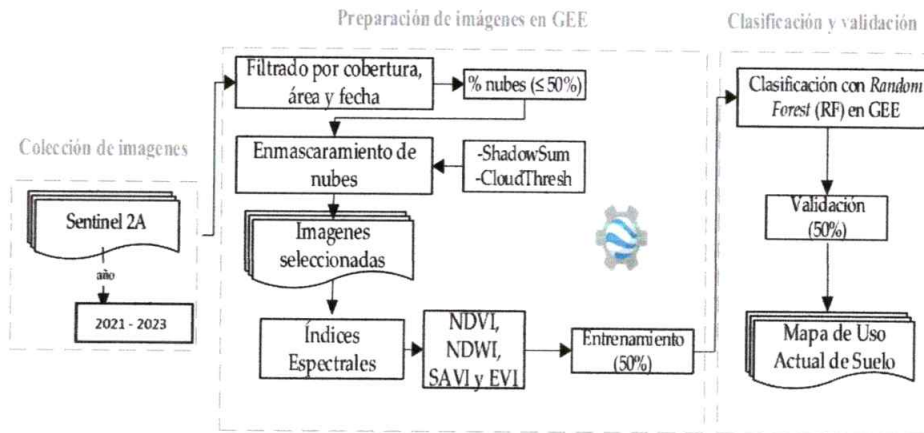 Preparación de imágenes en GEE
Clasificación y validación
Filtrado por cobertura,
área y fecha
% nubes (≤ 50%)
Clasificación con Random
Forest (RF) en GEE
Colección de imagenes
Enmascaramiento de
nubes
-ShadowSum
-CloudThresh
Sentinel 2A
Imagenes
seleccionadas
Validación
(50%)
año
2021 - 2023
Índices
Espectrales
NDVI,
NDWI,
SAVI y EVI
Entrenamiento
(50%)
Mapa de Uso
Actual de Suelo